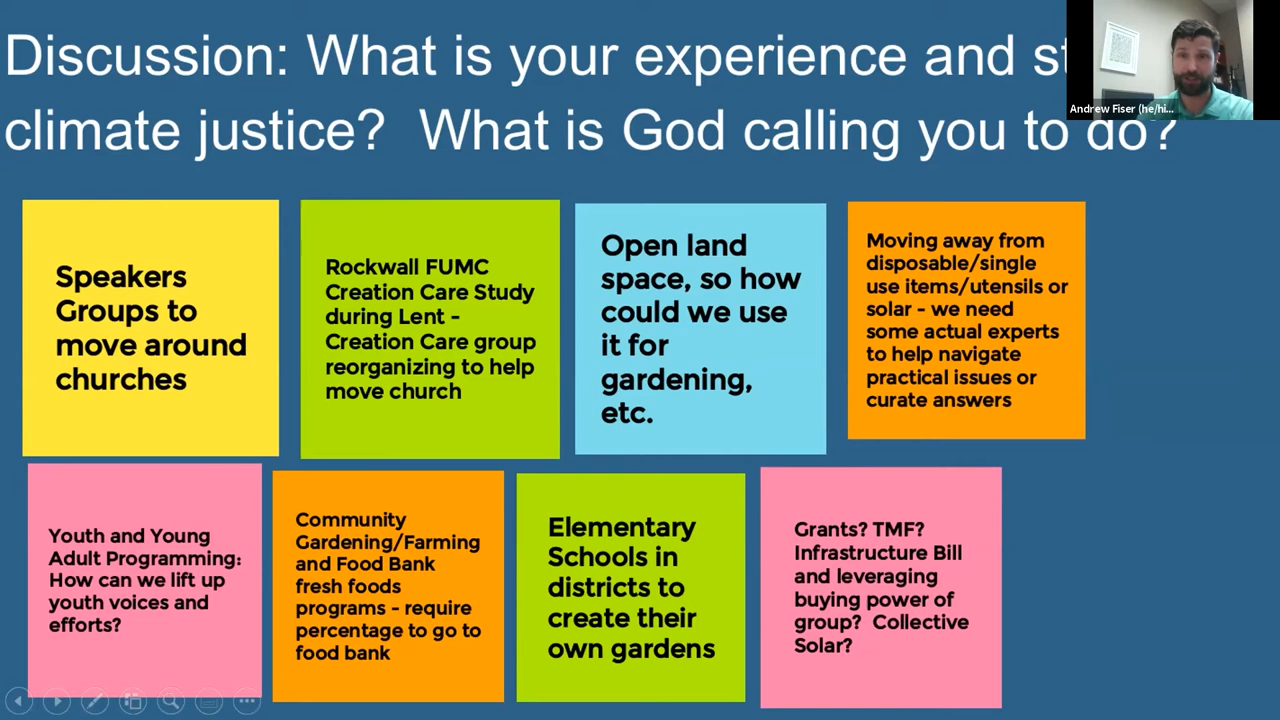 Discussion: What is your experience and st
climate justice?  What is God calling you to do?
Andrew Fiser (he/hi...
Speakers
Groups to
move around
churches
Rockwall FUMC
Creation Care Study
during Lent -
Creation Care group
reorganizing to help
move church
Open land
space, so how
could we use
it for
gardening,
etc.
Moving away from
disposable/single
use items/utensils or
solar - we need
some actual experts
to help navigate
practical issues or
curate answers
Youth and Young
Adult Programming:
How can we lift up
youth voices and
efforts?
Community
Gardening/Farming
and Food Bank
fresh foods
programs - require
percentage to go to
food bank
Elementary
Schools in
districts to
create their
own gardens
Grants? TMF?
Infrastructure Bill
and leveraging
buying power of
group?  Collective
Solar?